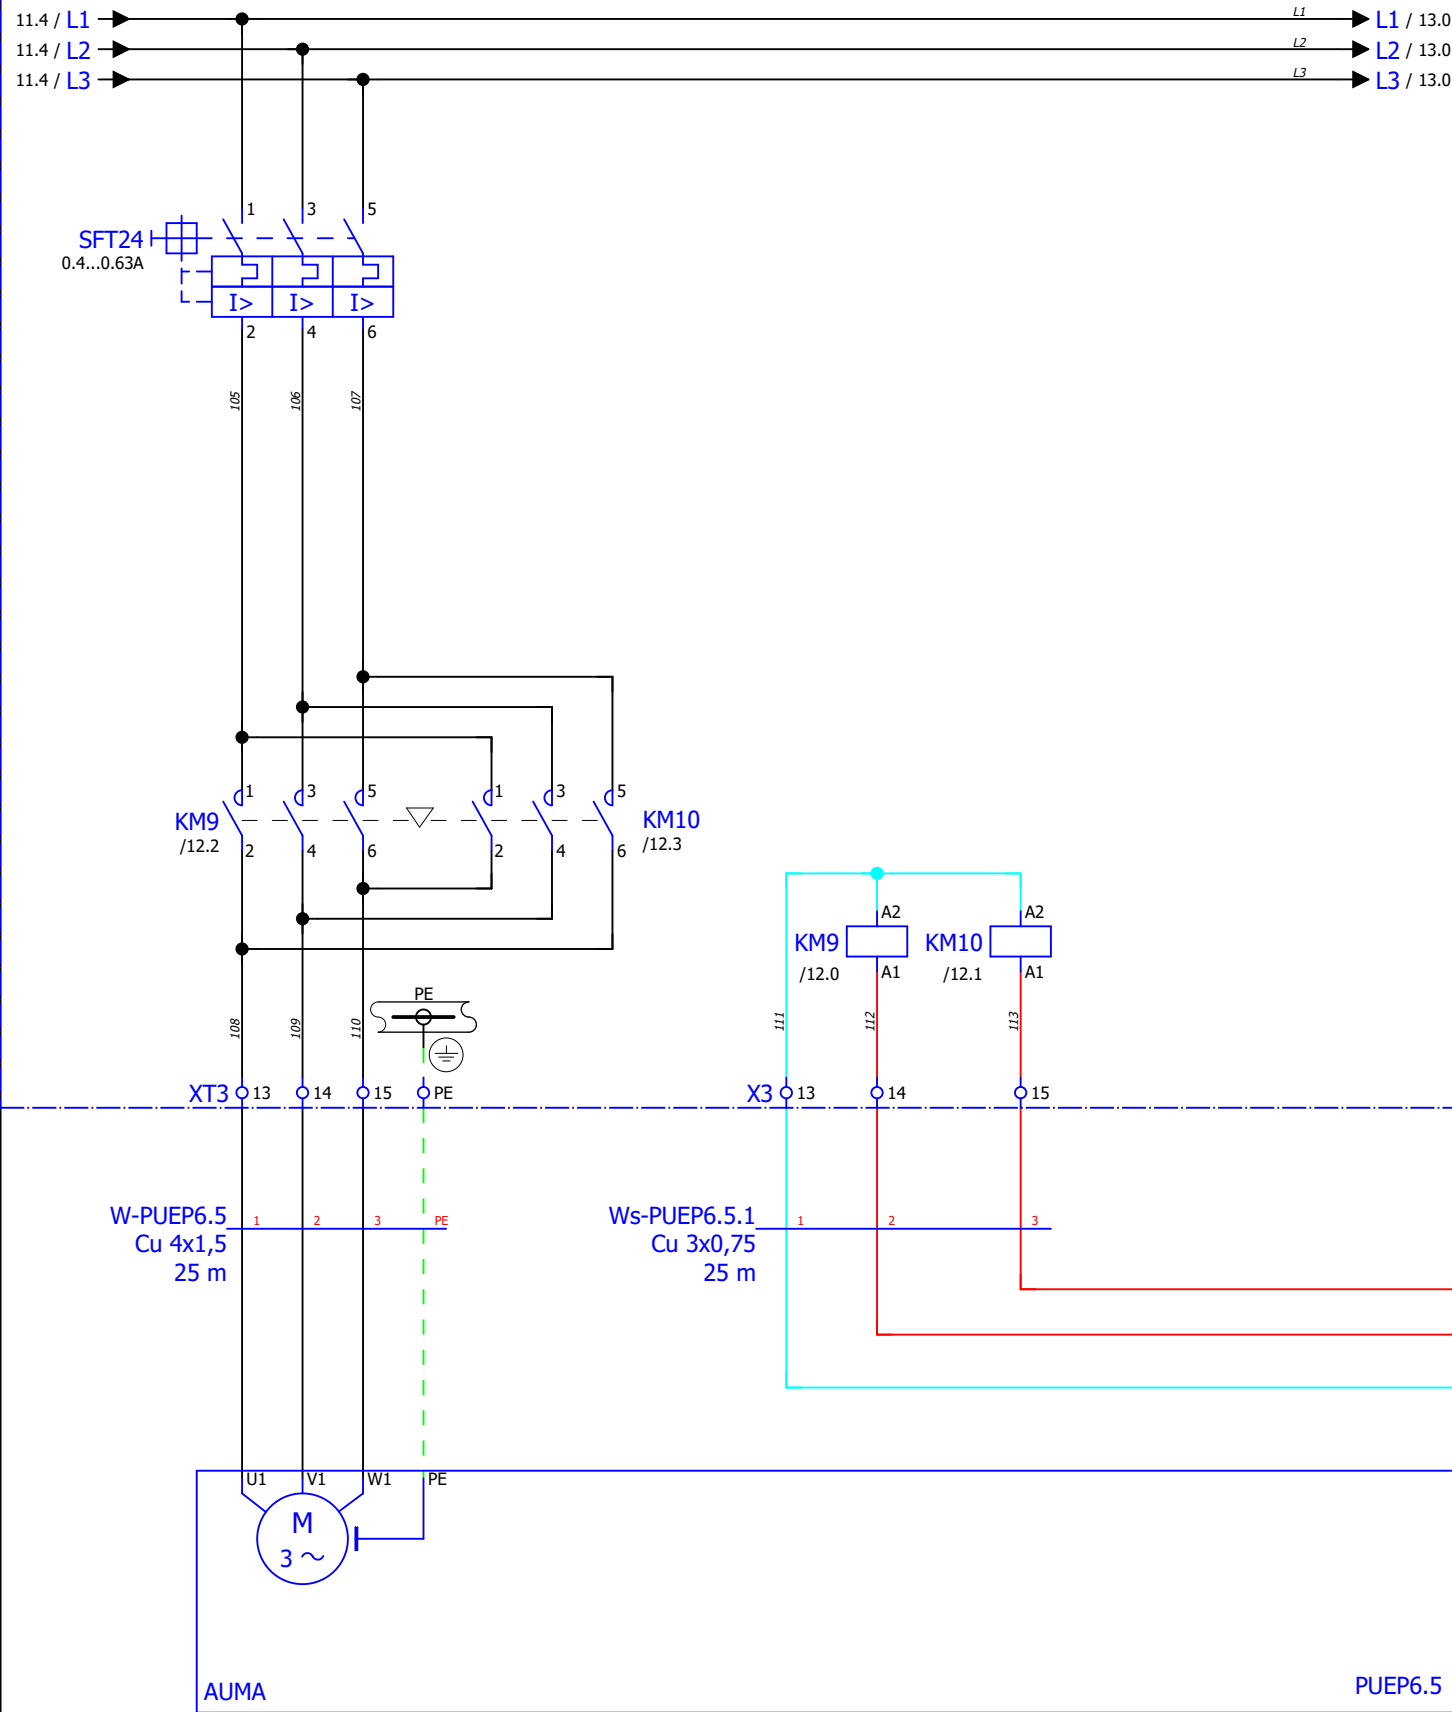 11.4 / L1 L1 L1 / 13.0
11.4 / L2 L2 L2 / 13.0
11.4 / L3 L3 L3 / 13.0
1 3 5
SFT24
0.4...0.63A
I> I> I>
2 4 6
105 106 107
1 3 5 1 3 5
KM9 KM10
/12.2 /12.3
2 4 6 2 4 6
A2 A2
KM9 KM10
/12.0 A1 /12.1 A1
PE
108 109 110 111 112 113
XT3 13 14 15 PE X3 13 14 15
W-PUEP6.5 1 2 3 PE Ws-PUEP6.5.1 1 2 3
Cu 4x1,5 Cu 3x0,75
25 m 25 m
U1 V1 W1 PE
M
3 ~
AUMA PUEP6.5